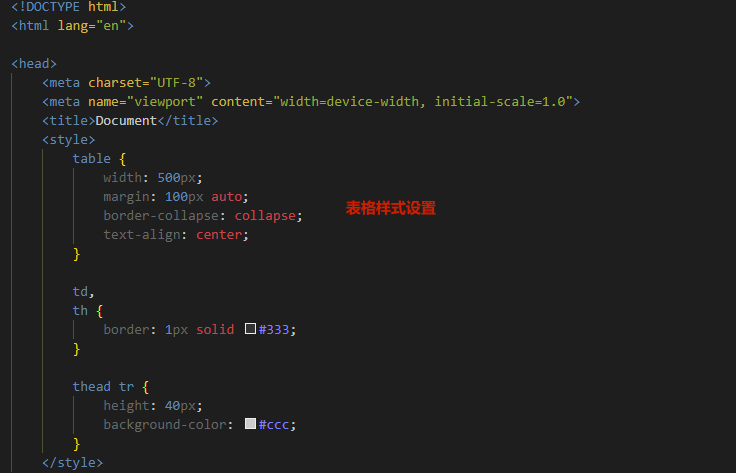 <!DOCTYPE html>
<html lang="en">
<head>
<meta charset="UTF-8">
<meta name="viewport" content="width=device-width, initial-scale=1.0">
<title>Document</title>
<style>
table {
width: 500px;
margin: 100px auto;
border-collapse: collapse;
表格样式设置
text-align: center;
}
td,
th {
border: 1px solid #333;
}
thead tr {
height: 40px;
background-color: #ccc;
}
</style>